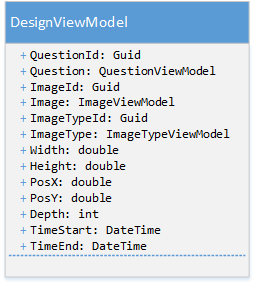 DesignViewModel
+ QuestionId: Guid
+ Question: QuestionViewModel
+ ImageId: Guid
+ Image: ImageViewModel
+ ImageTypeId: Guid
+ ImageType: ImageTypeViewModel
+ Width: double
+ Height: double
+ PosX: double
+ PosY: double
+ Depth: int
+ TimeStart: DateTime
+ TimeEnd: DateTime